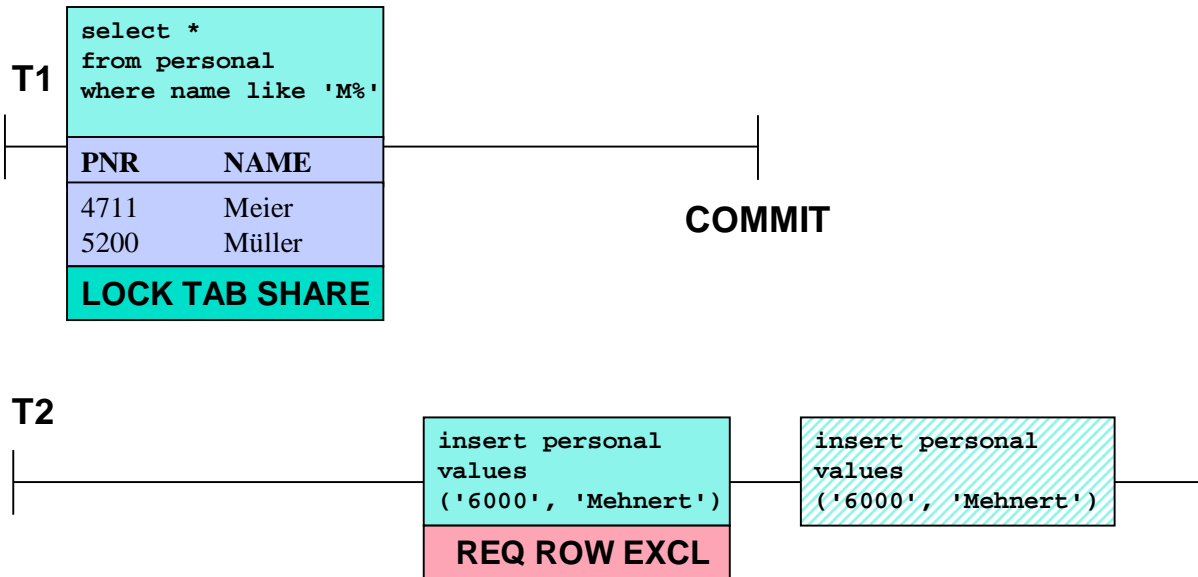 T1
select *
from personal
where name like 'M%'
PNR NAME
4711 Meier
5200 Müller
LOCK TAB SHARE
COMMIT
T2
insert personal
values
('6000', 'Mehnert')
REQ ROW EXCL
insert personal
values
('6000', 'Mehnert')